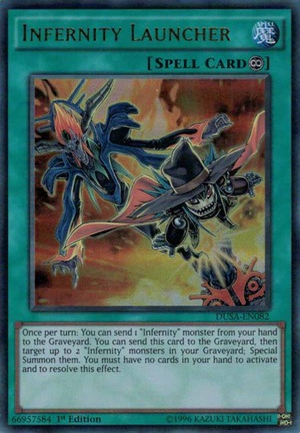 INFERNITY LAUNCHER
SPELL
[SPELL CARD]
DUSA-EN082
Once per turn: You can send 1 "Infernity" monster from your hand
to the Graveyard. You can send this card to the Graveyard, then
target up to 2 "Infernity" monsters in your Graveyard; Special
Summon them. You must have no cards in your hand to activate
and to resolve this effect.
66957584 1st Edition ©1996 KAZUKI TAKAHASHI